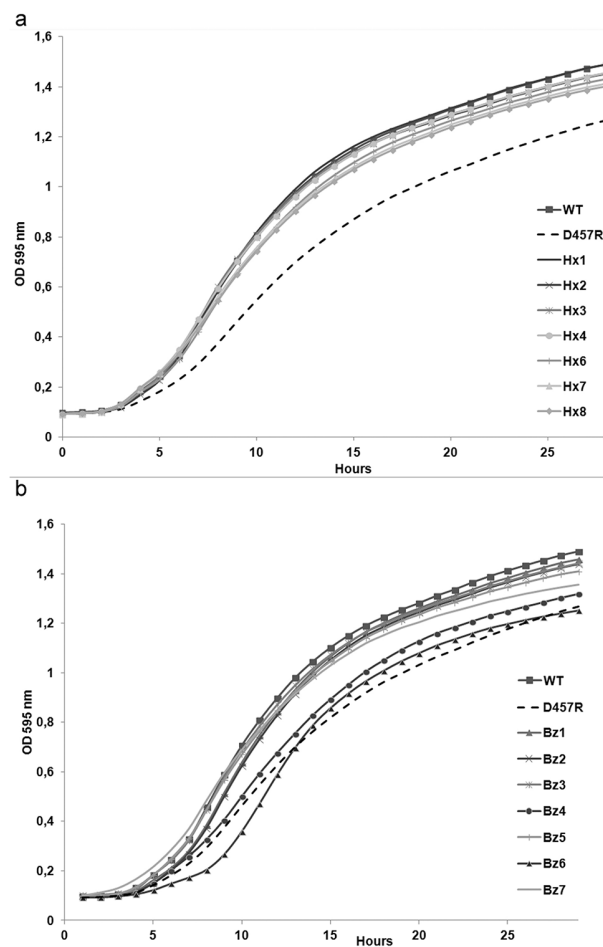 a
1,6
1,4
1,2
1
0,8
0,6
0,4
0,2
0
OD 595 nm
0 5 10 15 20 25
Hours
WT
D457R
Hx1
Hx2
Hx3
Hx4
Hx6
Hx7
Hx8
b
1,6
1,4
1,2
1
0,8
0,6
0,4
0,2
0
OD 595 nm
0 5 10 15 20 25
Hours
WT
D457R
Bz1
Bz2
Bz3
Bz4
Bz5
Bz6
Bz7